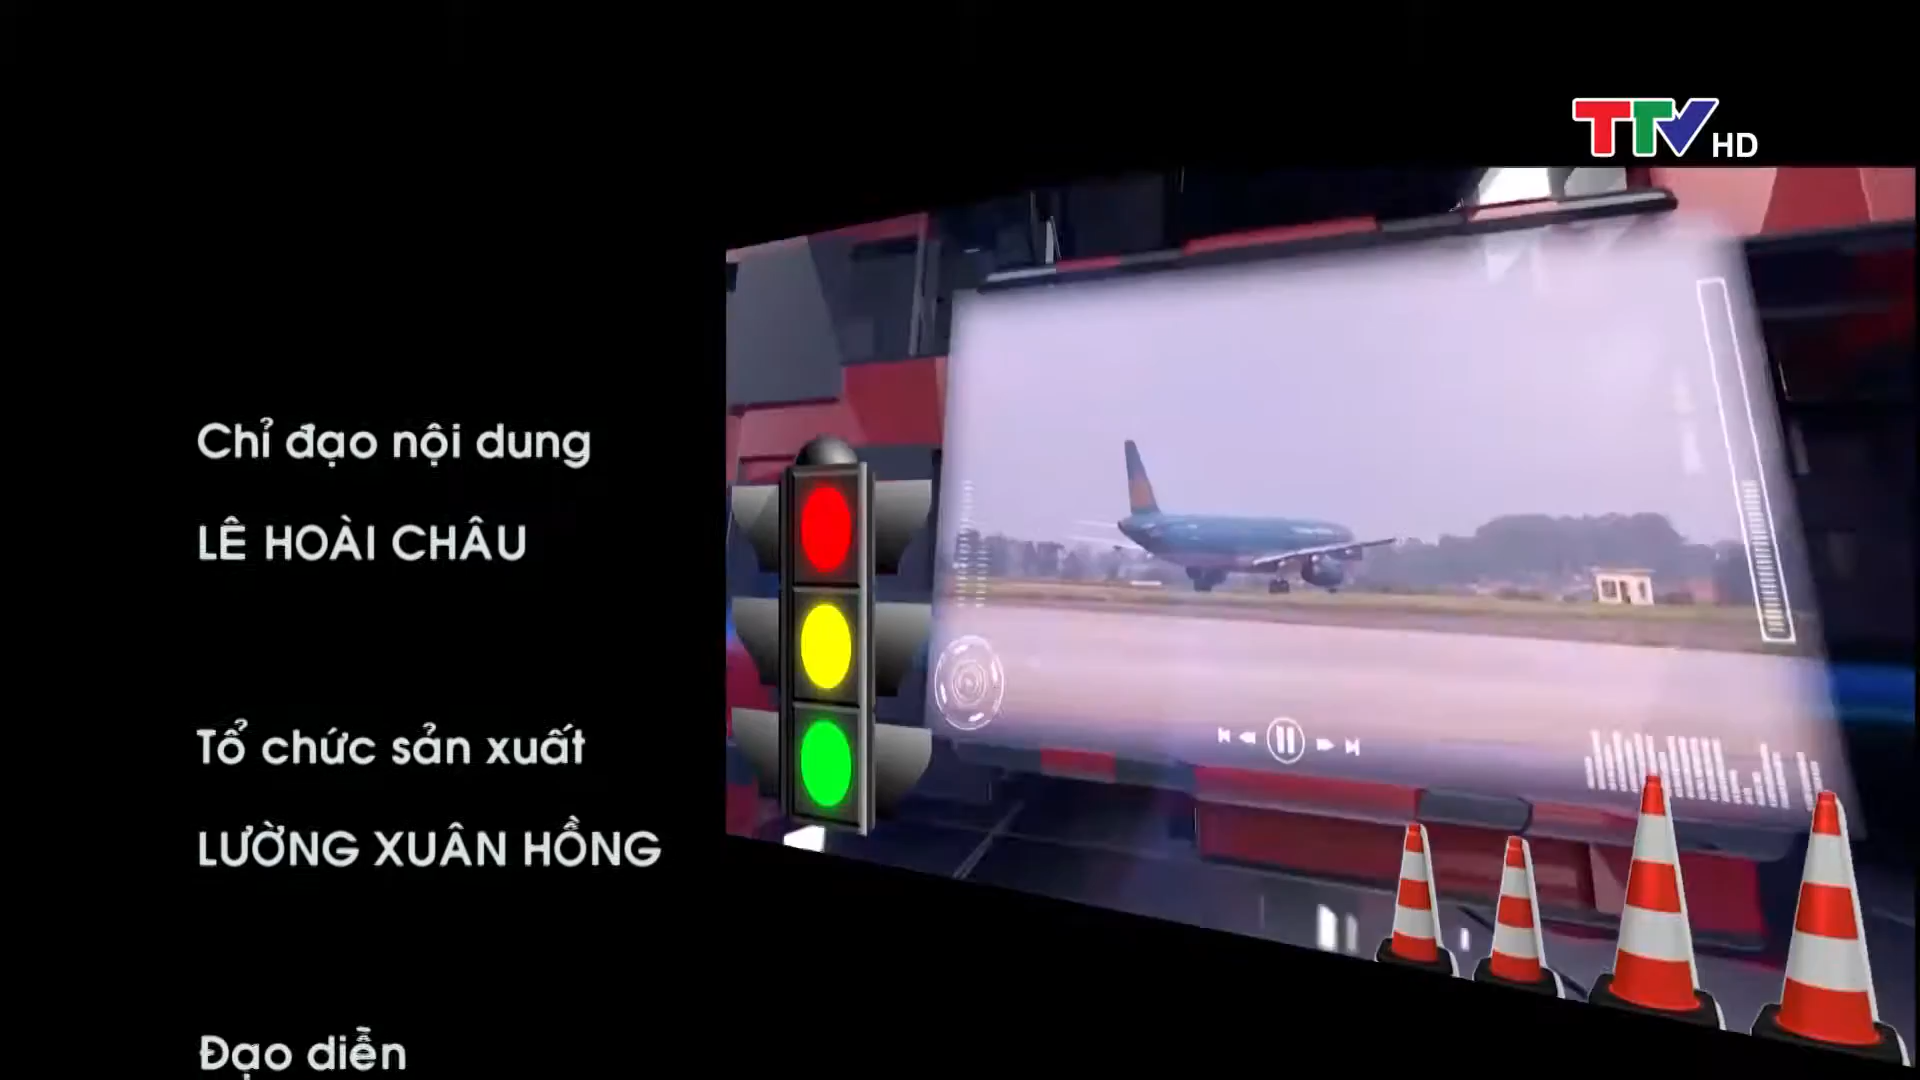 TTV HD
Chỉ đạo nội dung
LÊ HOÀI CHÂU
Tổ chức sản xuất
LƯỜNG XUÂN HỒNG
Đạo diễn